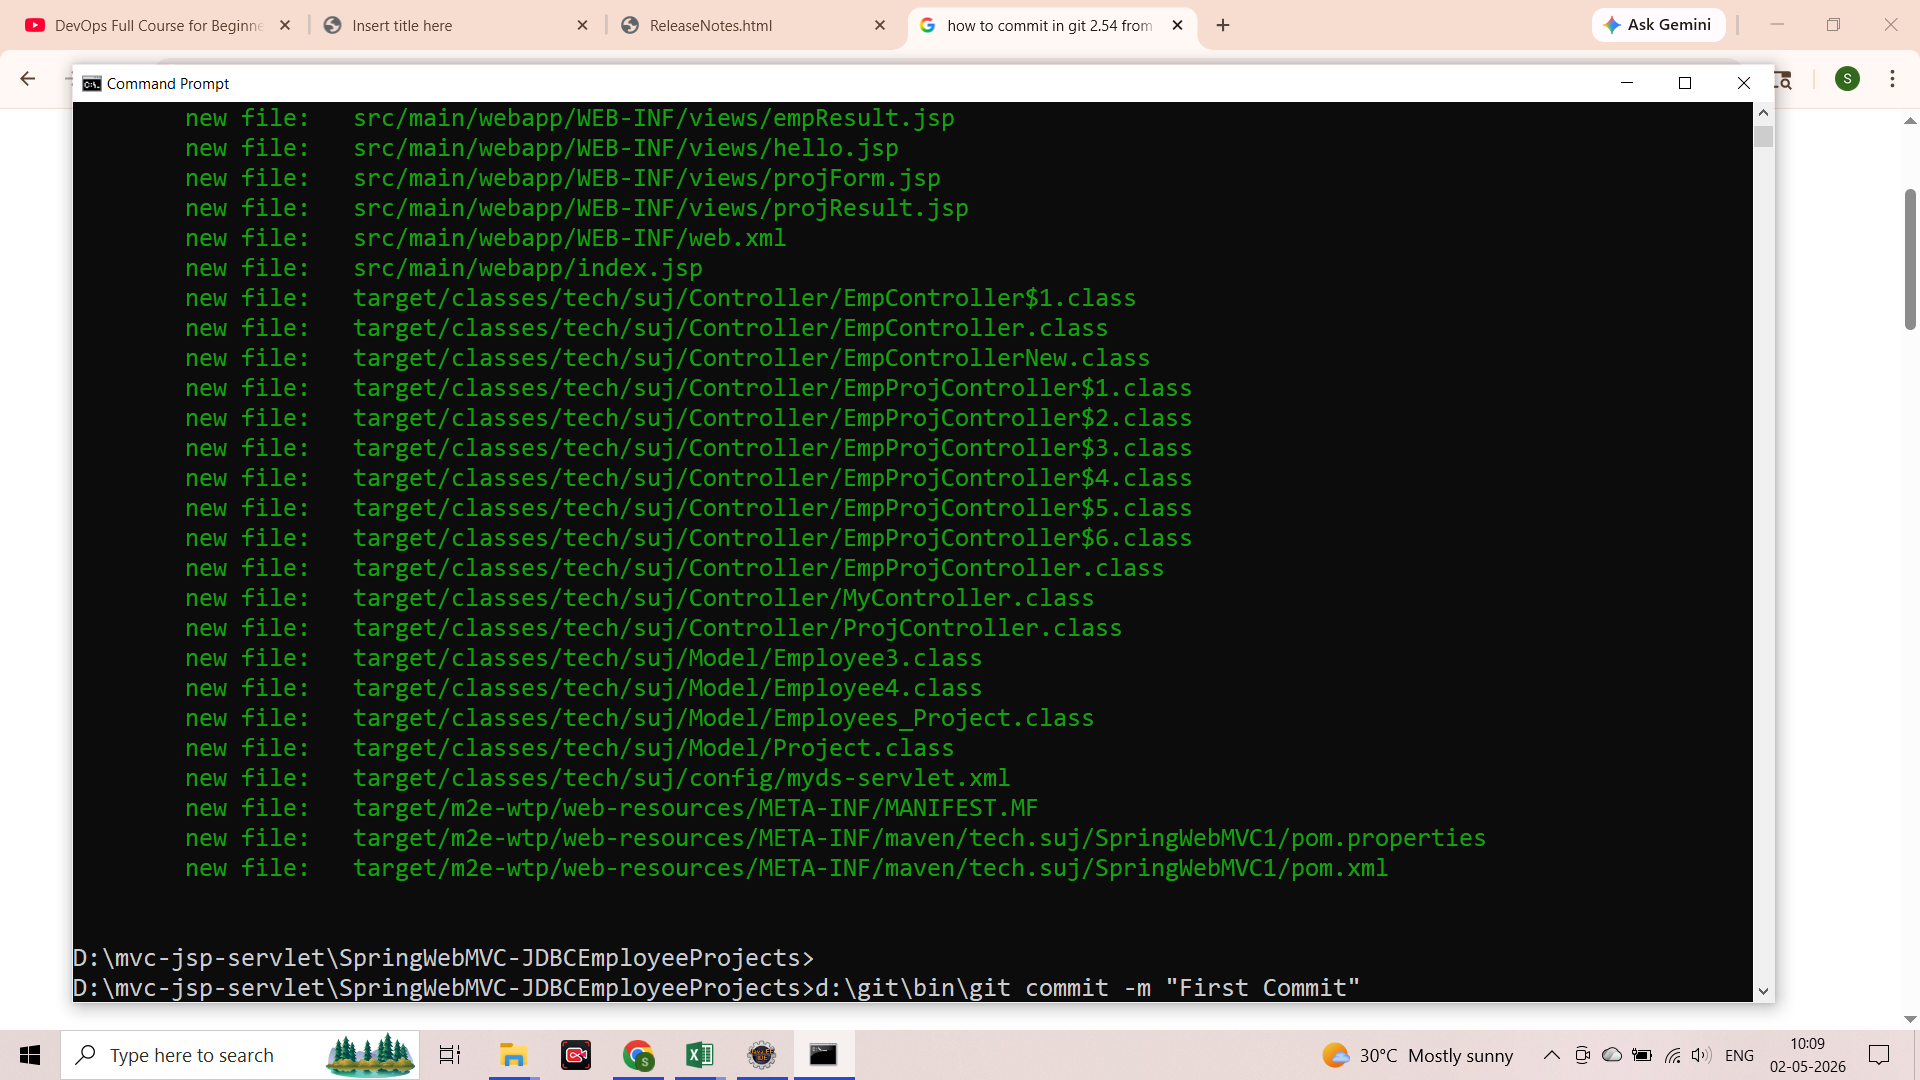 DevOps Full Course for Beginne
Insert title here
ReleaseNotes.html
how to commit in git 2.54 from
Ask Gemini
S
Command Prompt
new file:   src/main/webapp/WEB-INF/views/empResult.jsp
new file:   src/main/webapp/WEB-INF/views/hello.jsp
new file:   src/main/webapp/WEB-INF/views/projForm.jsp
new file:   src/main/webapp/WEB-INF/views/projResult.jsp
new file:   src/main/webapp/WEB-INF/web.xml
new file:   src/main/webapp/index.jsp
new file:   target/classes/tech/suj/Controller/EmpController$1.class
new file:   target/classes/tech/suj/Controller/EmpController.class
new file:   target/classes/tech/suj/Controller/EmpControllerNew.class
new file:   target/classes/tech/suj/Controller/EmpProjController$1.class
new file:   target/classes/tech/suj/Controller/EmpProjController$2.class
new file:   target/classes/tech/suj/Controller/EmpProjController$3.class
new file:   target/classes/tech/suj/Controller/EmpProjController$4.class
new file:   target/classes/tech/suj/Controller/EmpProjController$5.class
new file:   target/classes/tech/suj/Controller/EmpProjController$6.class
new file:   target/classes/tech/suj/Controller/EmpProjController.class
new file:   target/classes/tech/suj/Controller/MyController.class
new file:   target/classes/tech/suj/Controller/ProjController.class
new file:   target/classes/tech/suj/Model/Employee3.class
new file:   target/classes/tech/suj/Model/Employee4.class
new file:   target/classes/tech/suj/Model/Employees_Project.class
new file:   target/classes/tech/suj/Model/Project.class
new file:   target/classes/tech/suj/config/myds-servlet.xml
new file:   target/m2e-wtp/web-resources/META-INF/MANIFEST.MF
new file:   target/m2e-wtp/web-resources/META-INF/maven/tech.suj/SpringWebMVC1/pom.properties
new file:   target/m2e-wtp/web-resources/META-INF/maven/tech.suj/SpringWebMVC1/pom.xml
D:\mvc-jsp-servlet\SpringWebMVC-JDBCEmployeeProjects>
D:\mvc-jsp-servlet\SpringWebMVC-JDBCEmployeeProjects>d:\git\bin\git commit -m "First Commit"
Type here to search
30°C Mostly sunny
ENG
10:09
02-05-2026